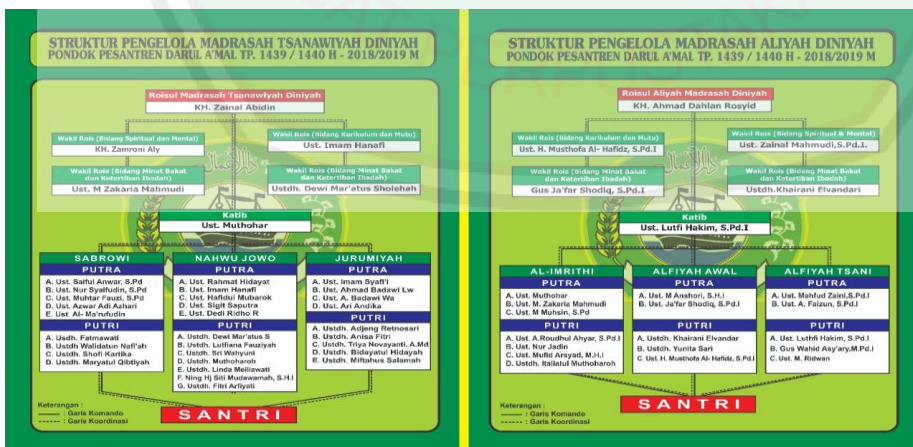 STRUKTUR PENGELOLA MADRASAH TSANAWIYAH DINIYAH
PONDOK PESANTREN DARUL A'MAL TP. 1439 / 1440 H - 2018/2019 M
Roisul Madrasah Tsanawiyah Diniyah
KH. Zainal Abidin
Wakil Rois (Bidang Spiritual dan Mental)
KH. Zamroni Aly
Wakil Rois (Bidang Karikulum dan Mutu)
Ust. Imam Hanafi
Wakil Rois (Bidang Minat Bakat
dan Ketertiban Ibadah)
Ust. M Zakaria Mahmudi
Wakil Rois (Bidang Minat Bakat
dan Ketertiban Ibadah)
Ustdh. Dewi Mar'atus Sholehah
Katib
Ust. Muthohar
SABROWI
PUTRA
A. Ust. Saiful Anwar, S.Pd
B. Ust. Nur Syaifudin, S.Pd
C. Ust. Muhtar Fauzi, S.Pd
D. Ust. Azwar Adi Azhari
E. Ust. Al- Ma'rufudin
PUTRI
A. Usdh. Fatmawati
B. Ustdh Walidatun Nafi'ah
C. Ustdh. Shofi Kartika
D. Ustdh. Maryatul Qibtiyah
NAHWU JOWO
PUTRA
A. Ust. Rahmat Hidayat
B. Ust. Imam Hanafi
C. Ust. Hafidul Mubarok
D. Ust. Sigit Saputra
E. Ust. Dedi Ridho R
PUTRI
A. Ustdh. Dewi Mar'atus S
B. Ustdh. Lutfiana Fauziyah
C. Ustdh. Sri Wahyuni
D. Ustdh. Muthoharoh
E. Ustdh. Linda Meiliawati
F. Ning Hj Siti Mudawamah, S.H.I
G. Ustdh. Fitri Arfiyati
JURUMIYAH
PUTRA
A. Ust. Imam Syafi'i
B. Ust. Ahmad Badawi Lw
C. Ust. A. Badawi Wa
D. Ust. Ari Andika
PUTRI
A. Ustdh. Adjeng Retnosari
B. Ustdh. Anisa Fitri
C. Ustdh. Triya Novayanti, A.Md
D. Ustdh. Bidayatul Hidayah
E. Ustdh. Miftahus Salamah
SANTRI
Keterangan :
: Garis Komando
: Garis Koordinasi
STRUKTUR PENGELOLA MADRASAH ALIYAH DINIYAH
PONDOK PESANTREN DARUL A'MAL TP. 1439 / 1440 H - 2018/2019 M
Roisul Aliyah Madrasah Diniyah
KH. Ahmad Dahlan Rosyid
Wakil Rois (Bidang Karikulum dan Mutu)
Ust. H. Musthofa Al- Hafidz, S.Pd.I
Wakil Rois (Bidang Spiritual & Mental)
Ust. Zainal Mahmudi,S.Pd.I.
Wakil Rois (Bidang Minat Bakat
dan Ketertiban Ibadah)
Gus Ja'far Shodiq, S.Pd.I
Wakil Rois (Bidang Minat Bakat
dan Ketertiban Ibadah)
Ustdh.Khairani Elvandari
Katib
Ust. Lutfi Hakim, S.Pd.I
AL-IMRITHI
PUTRA
A. Ust. Muthohar
B. Ust. M. Zakaria Mahmudi
C. Ust. M Muhsin, S.Pd
PUTRI
A. Ust. A.Roudhul Ahyar, S.Pd.I
B. Ust. Nur Jadin
C. Ust. Mufid Arsyad, M.H.I
D. Ustdh. Itailatul Muthoharoh
ALFIYAH AWAL
PUTRA
A. Ust. M Anshori, S.H.I
B. Ust. Ja'far Shodiq, S.Pd.I
PUTRI
A. Ustdh. Khairani Elvandar
B. Ustdh. Yunita Sari
C. Ust. H. Musthofa Al- Hafidz, S.Pd.I
ALFIYAH TSANI
PUTRA
A. Ust. Mahfud Zaini,S.Pd.I
B. Ust. A. Faizun, S.Pd.I
PUTRI
A. Ust. Lutfhi Hakim, S.Pd.I
B. Gus Wahid Asy'ary,M.Pd.I
C. Ust. M. Ridwan
SANTRI
Keterangan :
: Garis Komando
: Garis Koordinasi